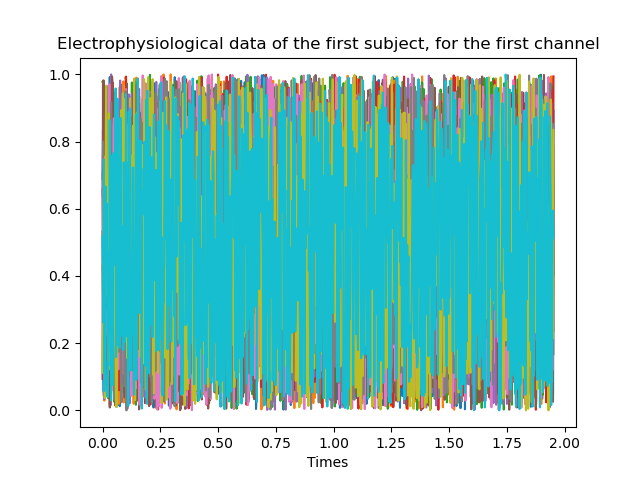 Electrophysiological data of the first subject, for the first channel
1.0
0.8
0.6
0.4
0.2
0.0
0.00 0.25 0.50 0.75 1.00 1.25 1.50 1.75 2.00
Times